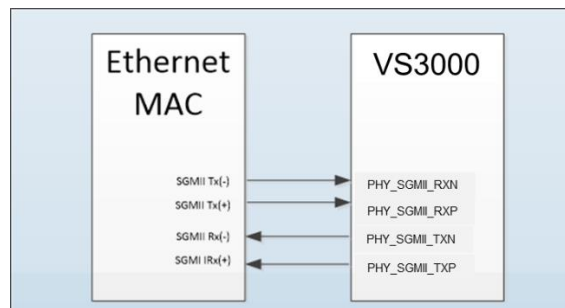 Ethernet
MAC
VS3000
SGMII Tx(-)
PHY_SGMII_RXN
SGMII Tx(+)
PHY_SGMII_RXP
SGMII Rx(-)
PHY_SGMII_TXN
SGMI IRx(+)
PHY_SGMII_TXP